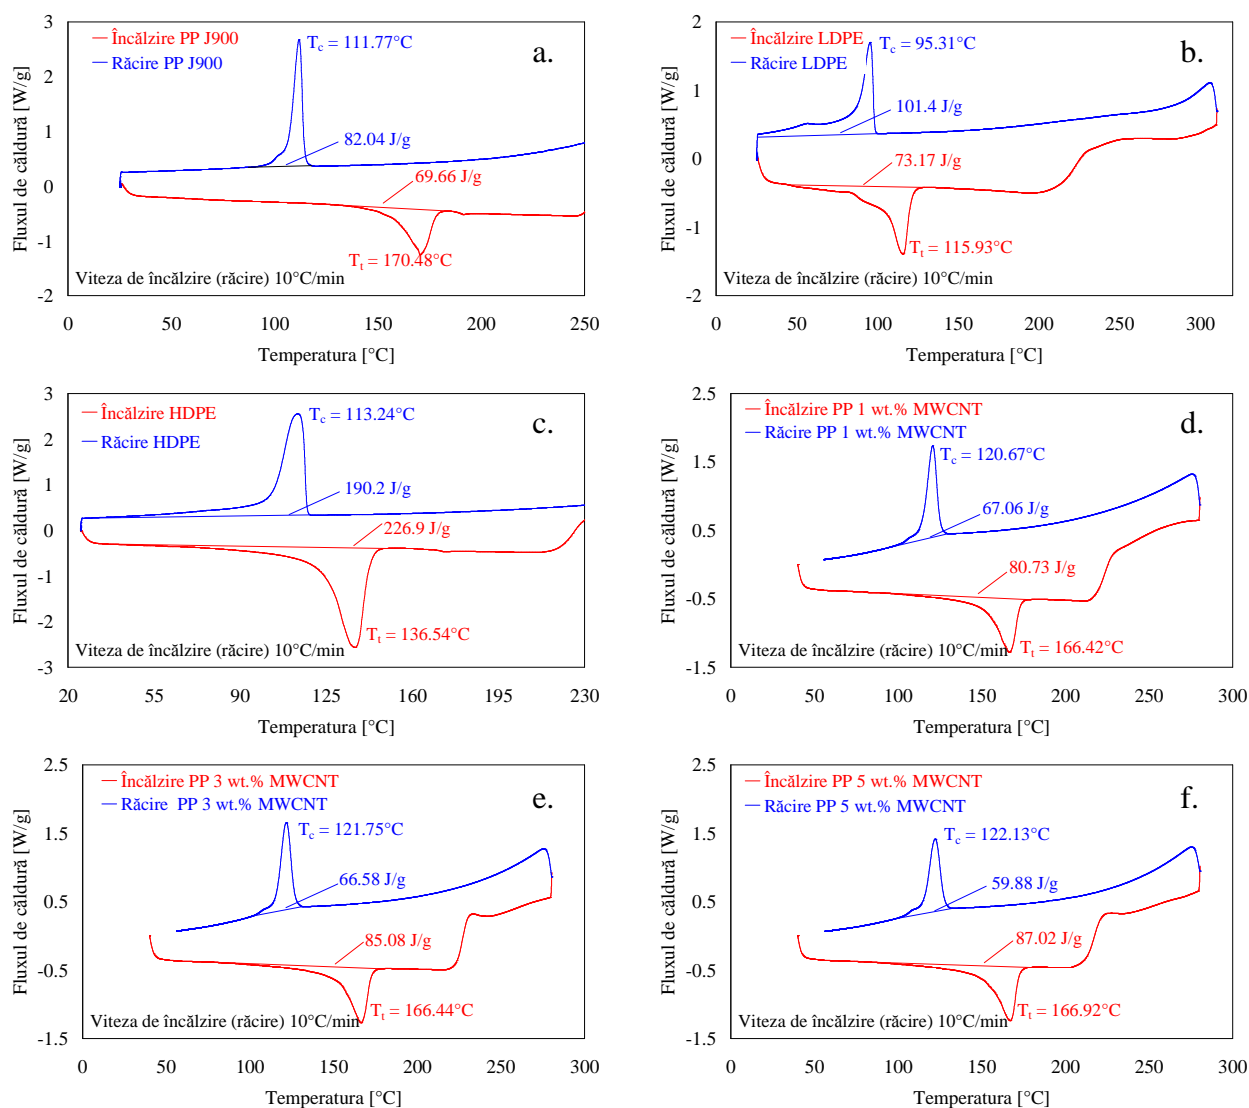 a.
Încălzire PP J900
Răcire PP J900
T_c = 111.77°C
82.04 J/g
69.66 J/g
T_t = 170.48°C
Viteza de încălzire (răcire) 10°C/min
Fluxul de căldură [W/g]
3
2
1
0
-1
-2
0
50
100
150
200
250
Temperatura [°C]
b.
Încălzire LDPE
Răcire LDPE
T_c = 95.31°C
101.4 J/g
73.17 J/g
T_t = 115.93°C
Viteza de încălzire (răcire) 10°C/min
Fluxul de căldură [W/g]
2
1
0
-1
-2
0
50
100
150
200
250
300
Temperatura [°C]
c.
Încălzire HDPE
Răcire HDPE
T_c = 113.24°C
190.2 J/g
226.9 J/g
T_t = 136.54°C
Viteza de încălzire (răcire) 10°C/min
Fluxul de căldură [W/g]
3
2
1
0
-1
-2
-3
20
55
90
125
160
195
230
Temperatura [°C]
d.
Încălzire PP 1 wt.% MWCNT
Răcire PP 1 wt.% MWCNT
T_c = 120.67°C
67.06 J/g
80.73 J/g
T_t = 166.42°C
Viteza de încălzire (răcire) 10°C/min
Fluxul de căldură [W/g]
2.5
1.5
0.5
-0.5
-1.5
0
50
100
150
200
250
300
Temperatura [°C]
e.
Încălzire PP 3 wt.% MWCNT
Răcire  PP 3 wt.% MWCNT
T_c = 121.75°C
66.58 J/g
85.08 J/g
T_t = 166.44°C
Viteza de încălzire (răcire) 10°C/min
Fluxul de căldură [W/g]
2.5
1.5
0.5
-0.5
-1.5
0
50
100
150
200
250
300
Temperatura [°C]
f.
Încălzire PP 5 wt.% MWCNT
Răcire PP 5 wt.% MWCNT
T_c = 122.13°C
59.88 J/g
87.02 J/g
T_t = 166.92°C
Viteza de încălzire (răcire) 10°C/min
Fluxul de căldură [W/g]
2.5
1.5
0.5
-0.5
-1.5
0
50
100
150
200
250
300
Temperatura [°C]